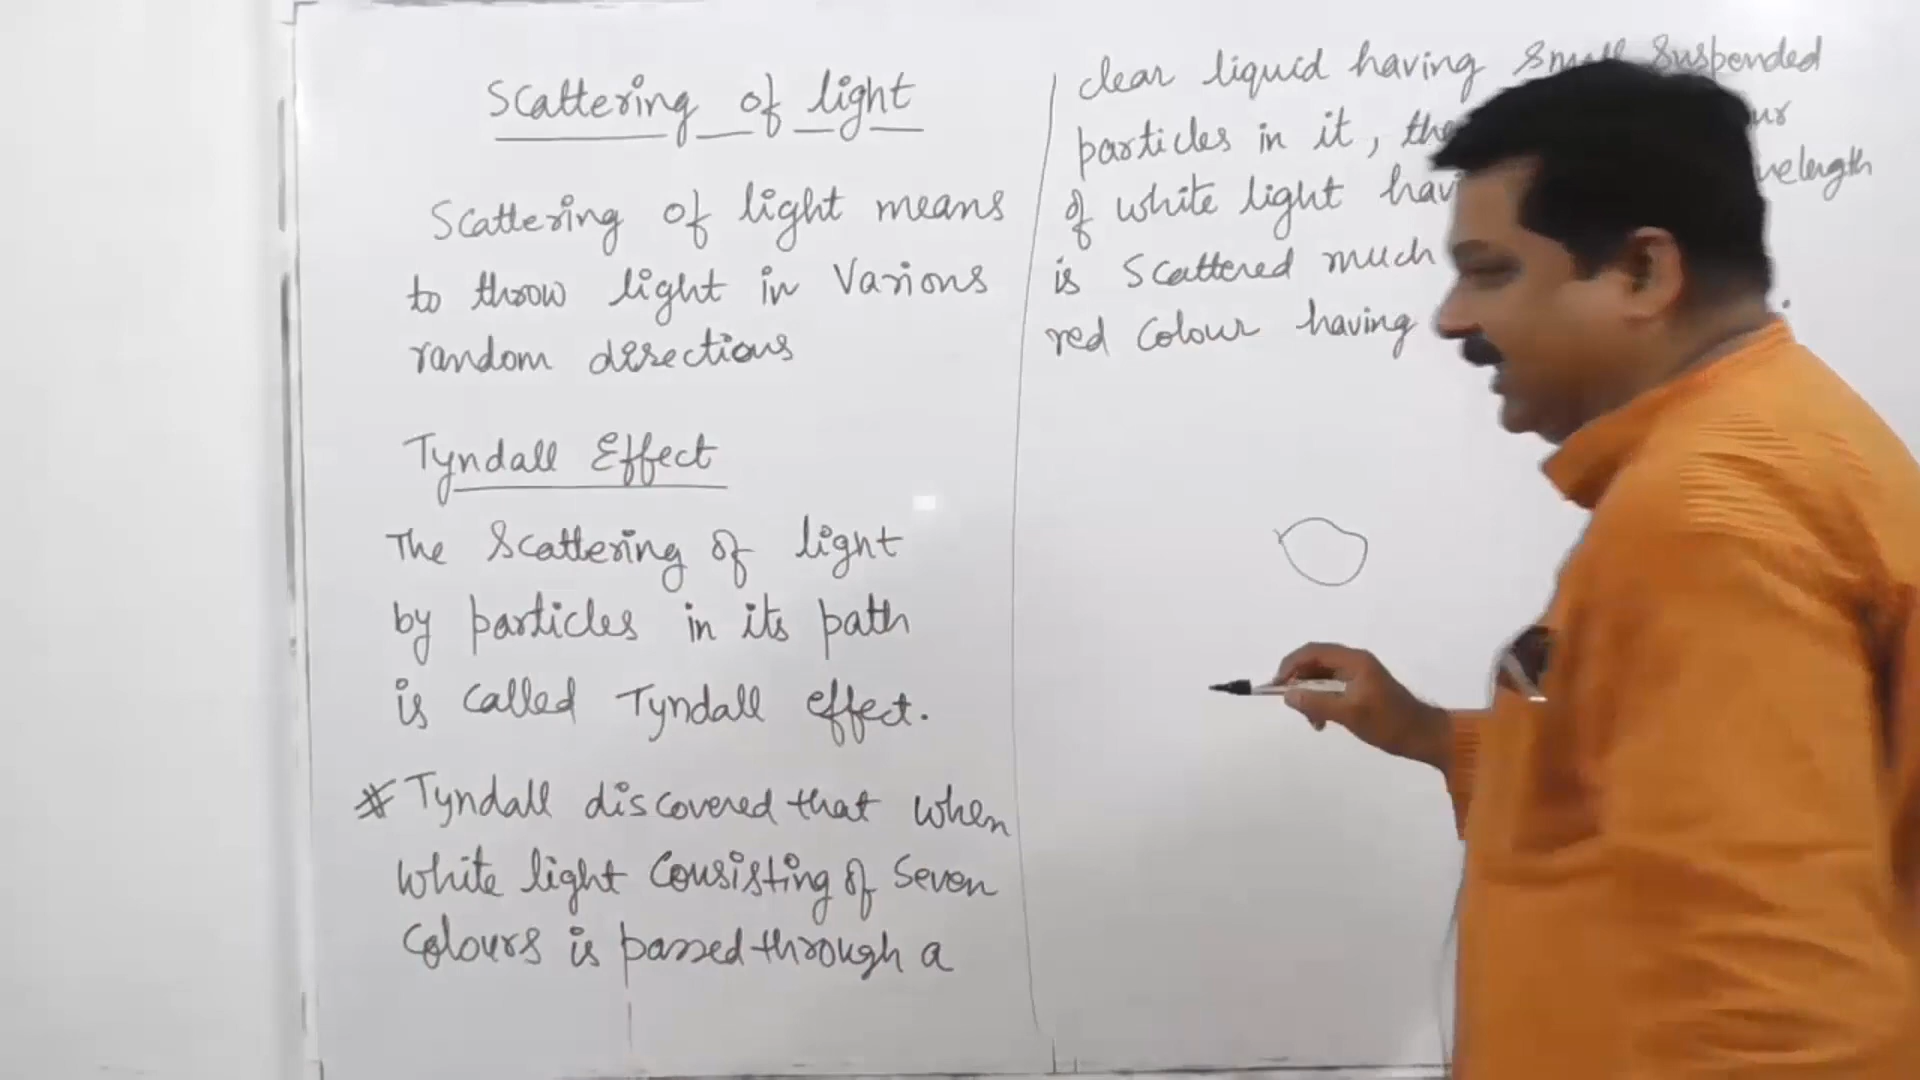 Scattering of light
Scattering of light means
to throw light in Various
random directions
Tyndall Effect
The Scattering of light
by particles in its path
is called Tyndall effect.
* Tyndall discovered that when
White light Consisting of Seven
Colours is passed through a
clear liquid having small Suspended
particles in it,
of white light
is Scattered much
red Colour having